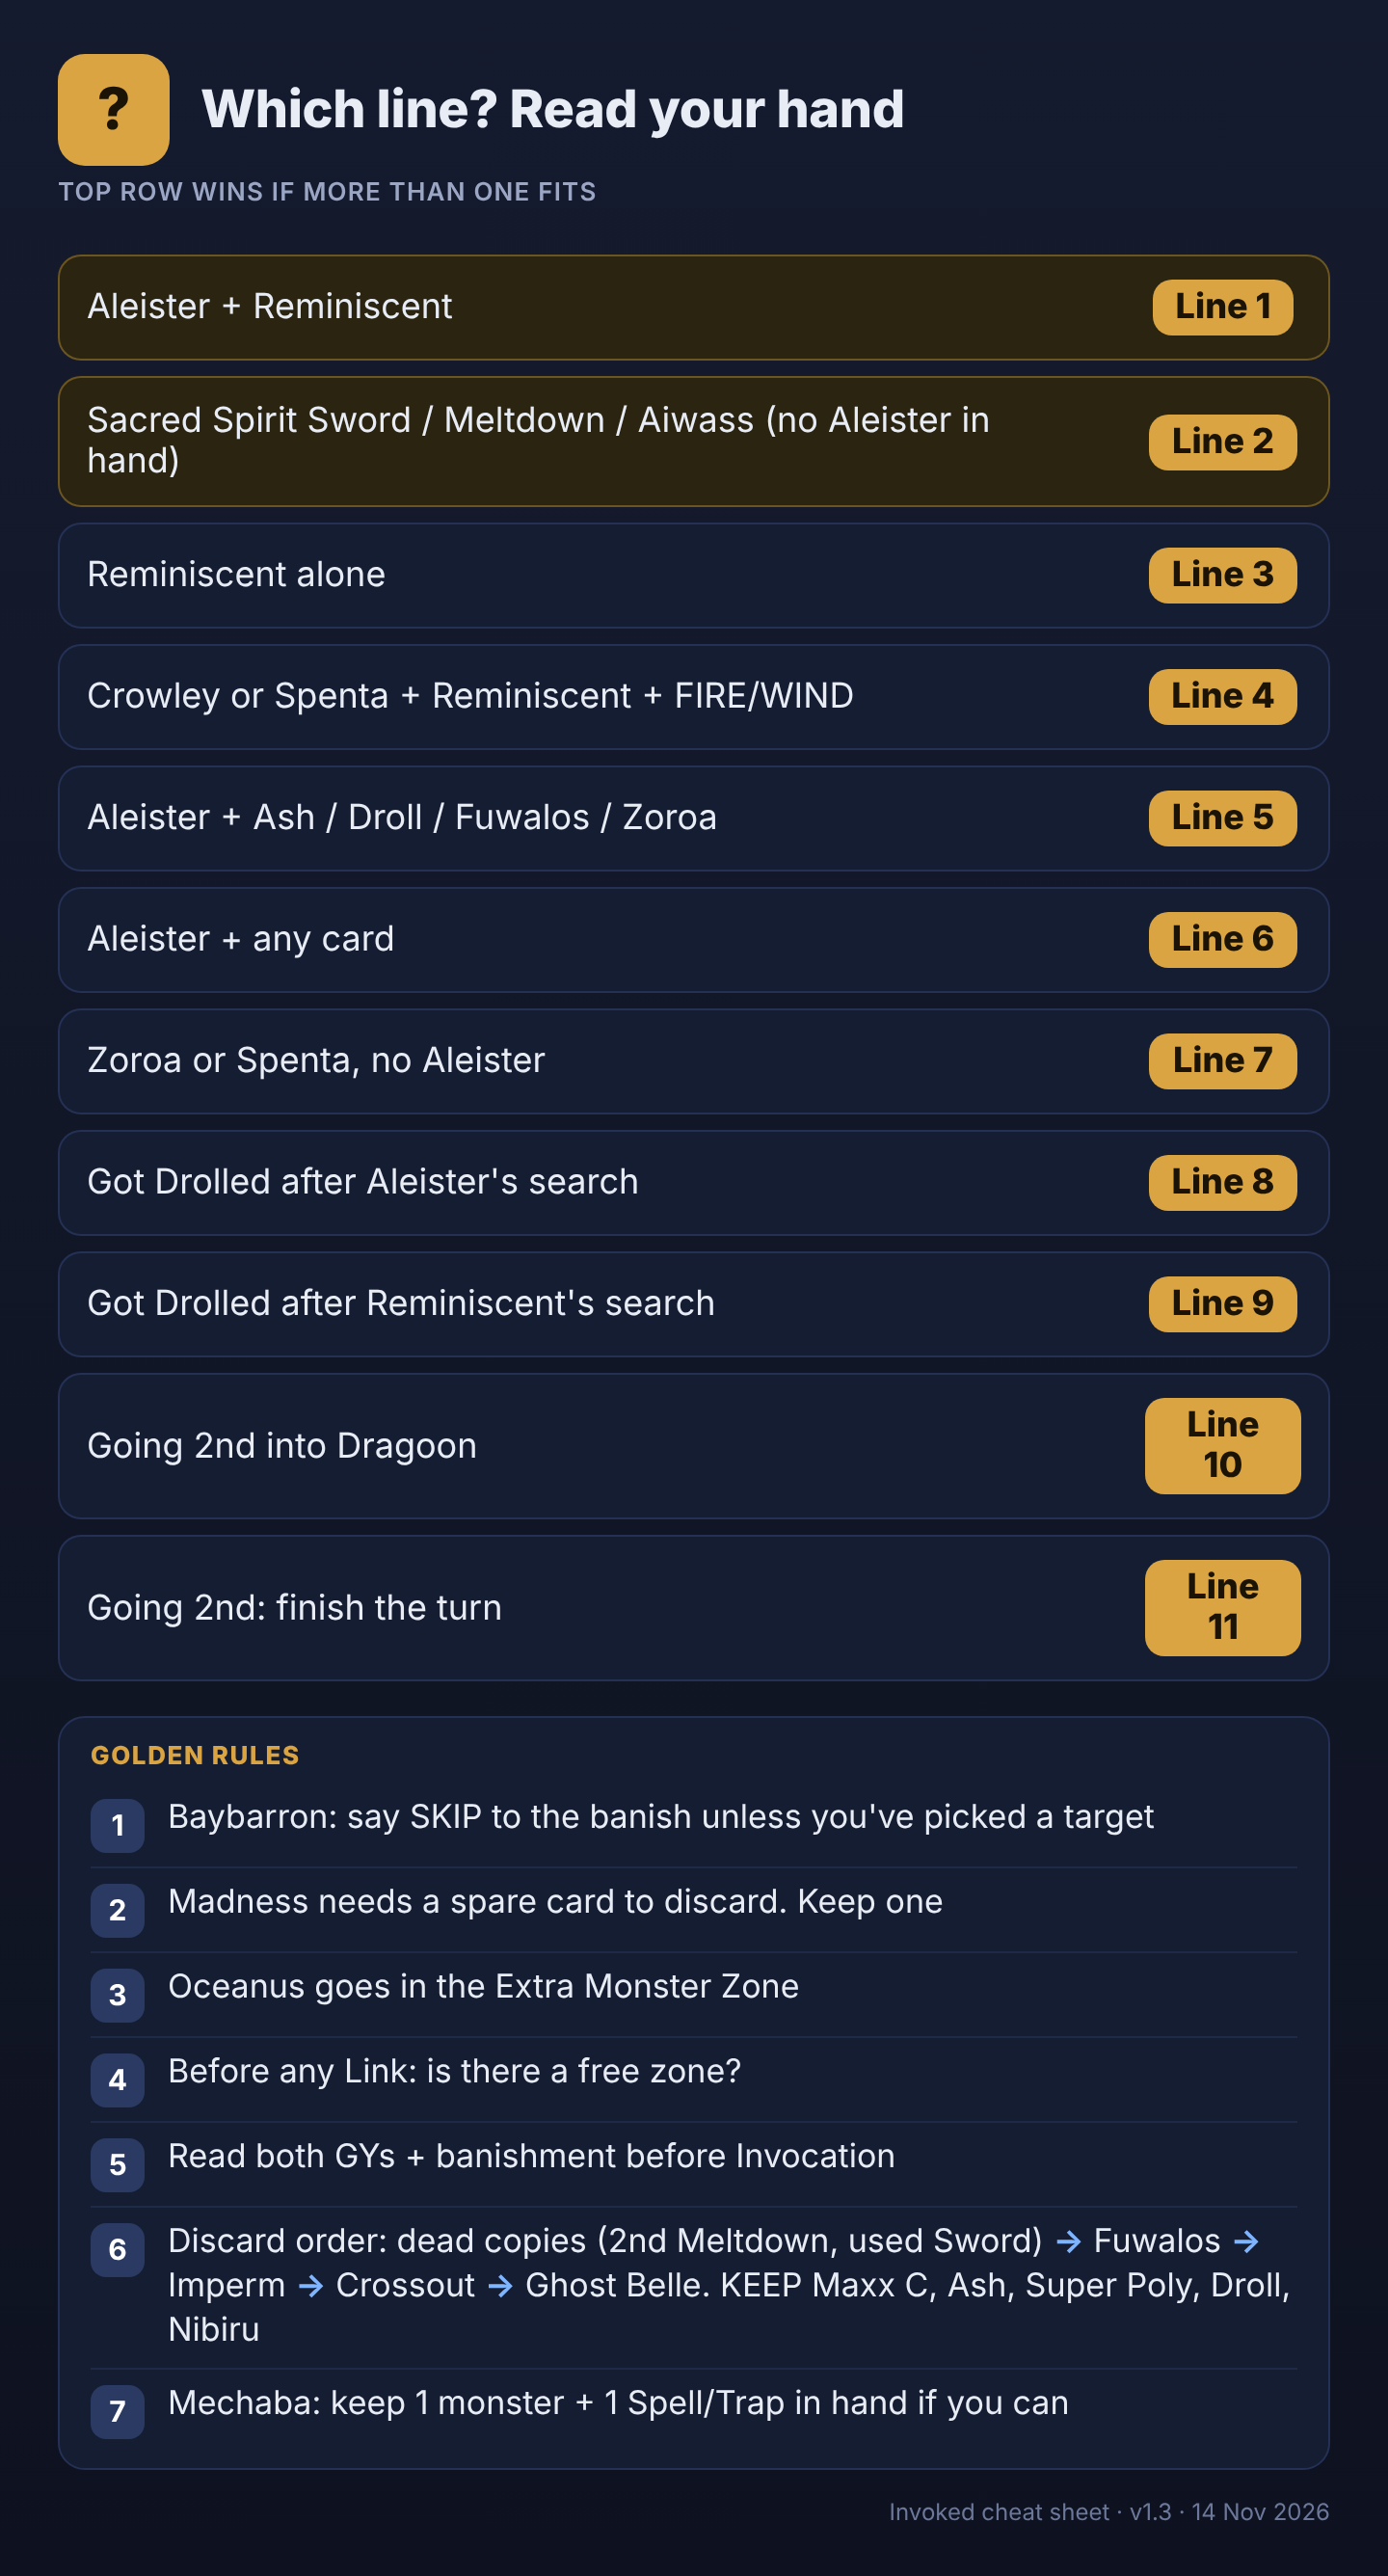 ?
Which line? Read your hand
TOP ROW WINS IF MORE THAN ONE FITS
Aleister + Reminiscent
Line 1
Sacred Spirit Sword / Meltdown / Aiwass (no Aleister in
hand)
Line 2
Reminiscent alone
Line 3
Crowley or Spenta + Reminiscent + FIRE/WIND
Line 4
Aleister + Ash / Droll / Fuwalos / Zoroa
Line 5
Aleister + any card
Line 6
Zoroa or Spenta, no Aleister
Line 7
Got Drolled after Aleister's search
Line 8
Got Drolled after Reminiscent's search
Line 9
Going 2nd into Dragoon
Line
10
Going 2nd: finish the turn
Line
11
GOLDEN RULES
1 Baybarron: say SKIP to the banish unless you've picked a target
2 Madness needs a spare card to discard. Keep one
3 Oceanus goes in the Extra Monster Zone
4 Before any Link: is there a free zone?
5 Read both GYs + banishment before Invocation
6 Discard order: dead copies (2nd Meltdown, used Sword) → Fuwalos →
Imperm → Crossout → Ghost Belle. KEEP Maxx C, Ash, Super Poly, Droll,
Nibiru
7 Mechaba: keep 1 monster + 1 Spell/Trap in hand if you can
Invoked cheat sheet · v1.3 · 14 Nov 2026